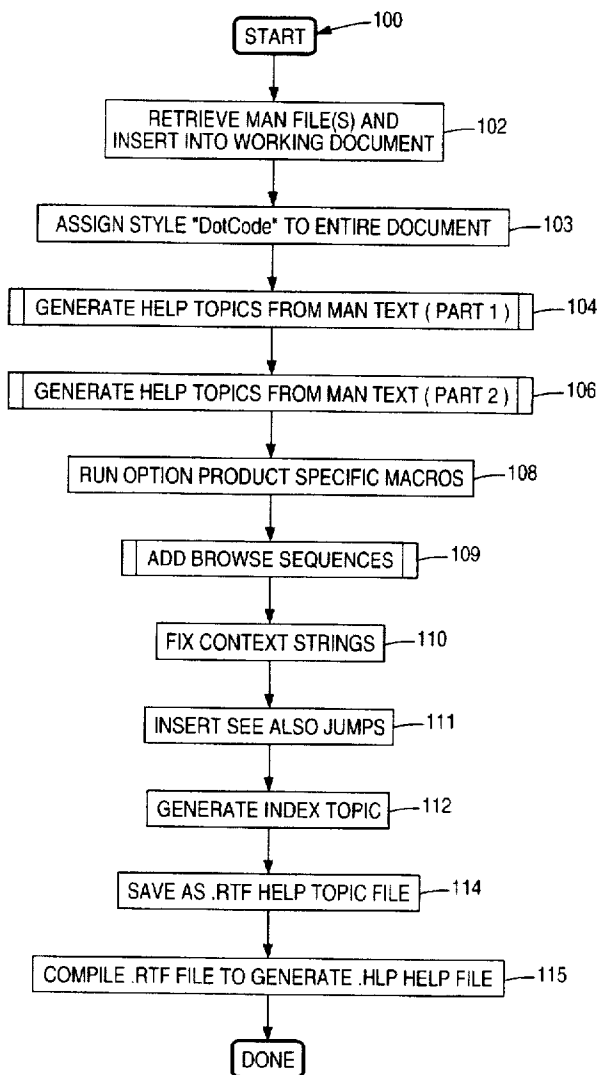 START 100
RETRIEVE MAN FILE(S) AND
INSERT INTO WORKING DOCUMENT 102
ASSIGN STYLE "DotCode" TO ENTIRE DOCUMENT 103
GENERATE HELP TOPICS FROM MAN TEXT ( PART 1 ) 104
GENERATE HELP TOPICS FROM MAN TEXT ( PART 2 ) 106
RUN OPTION PRODUCT SPECIFIC MACROS 108
ADD BROWSE SEQUENCES 109
FIX CONTEXT STRINGS 110
INSERT SEE ALSO JUMPS 111
GENERATE INDEX TOPIC 112
SAVE AS .RTF HELP TOPIC FILE 114
COMPILE .RTF FILE TO GENERATE .HLP HELP FILE 115
DONE